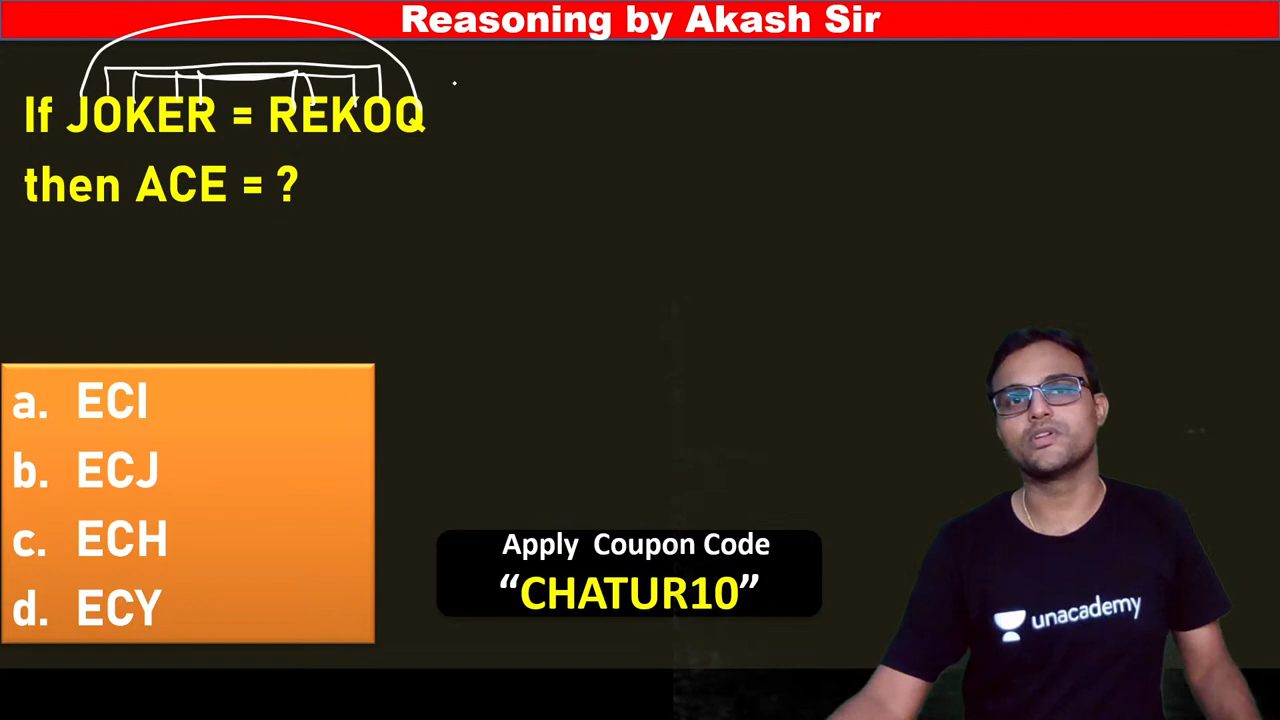 Reasoning by Akash Sir
If JOKER = REKOQ
then ACE = ?
a. ECI
b. ECJ
c. ECH
d. ECY
Apply Coupon Code
“CHATUR10”
unacademy